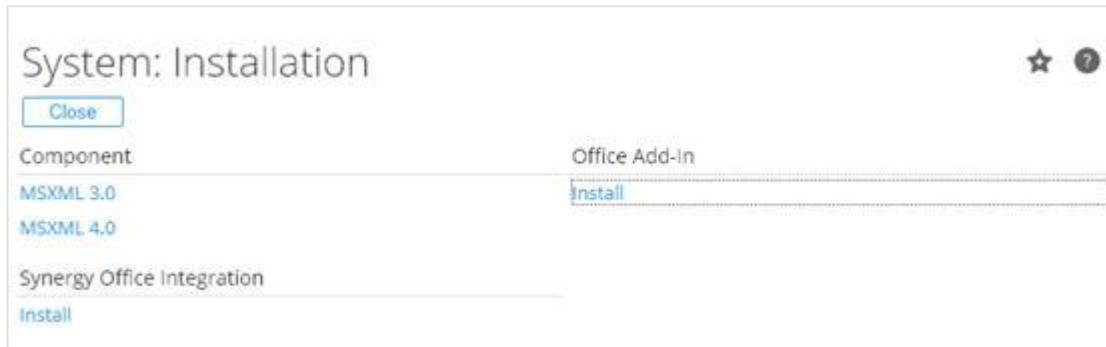 System: Installation
Close
Component
MSXML 3.0
MSXML 4.0
Synergy Office Integration
Install
Office Add-In
Install